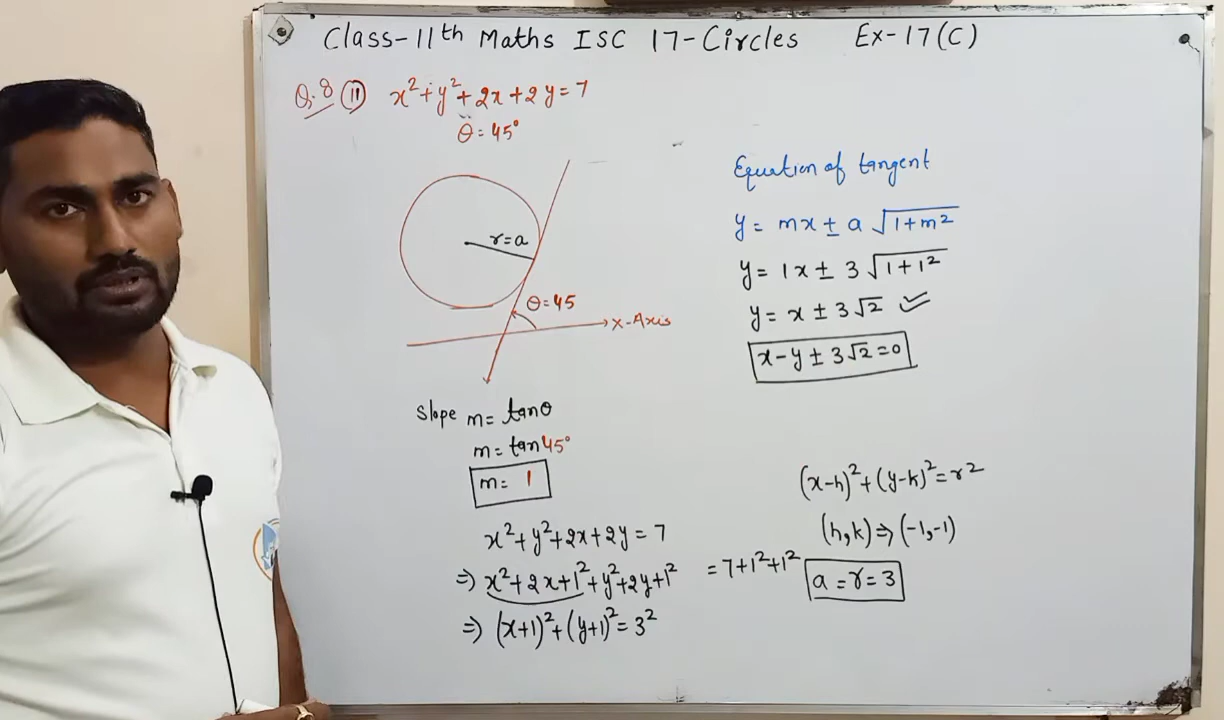 Class-11th Maths ISC 17-Circles Ex-17(C)
Q.8 (11) x²+y²+2x+2y=7
θ=45°
r=a
θ=45
x-Axis
Slope m= tanθ
m= tan45°
m= 1
x²+y²+2x+2y=7
⇒ x²+2x+1²+y²+2y+1² = 7+1²+1²
⇒ (x+1)²+(y+1)²=3²
Equation of tangent
y= mx± a√1+m²
y= 1x± 3√1+1²
y= x±3√2 ✓
x-y±3√2=0
(x-h)²+(y-k)²=r²
(h,k)⇒(-1,-1)
a=r=3